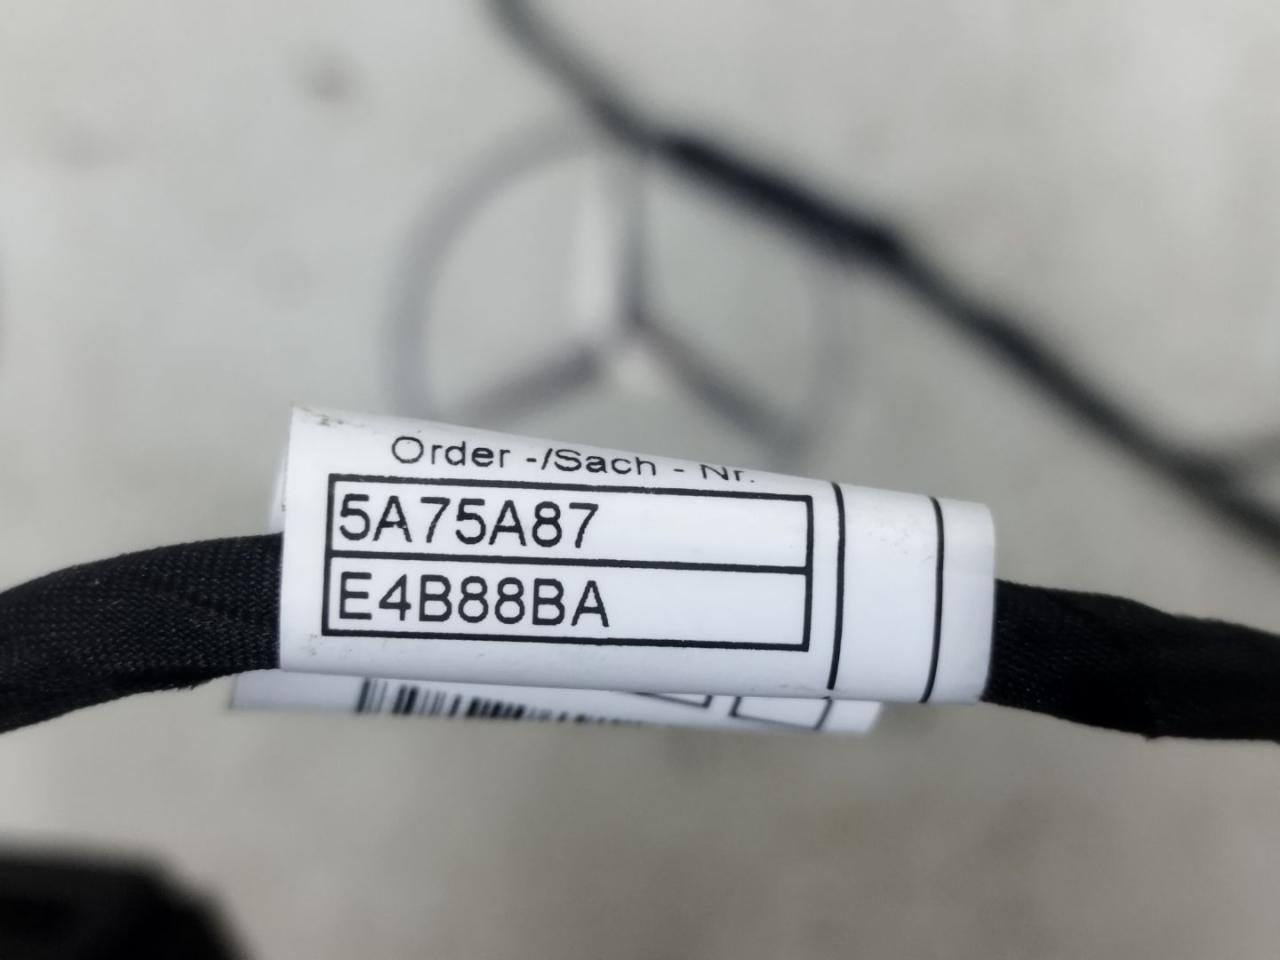 Order -/Sach - Nr.
5A75A87
E4B88BA